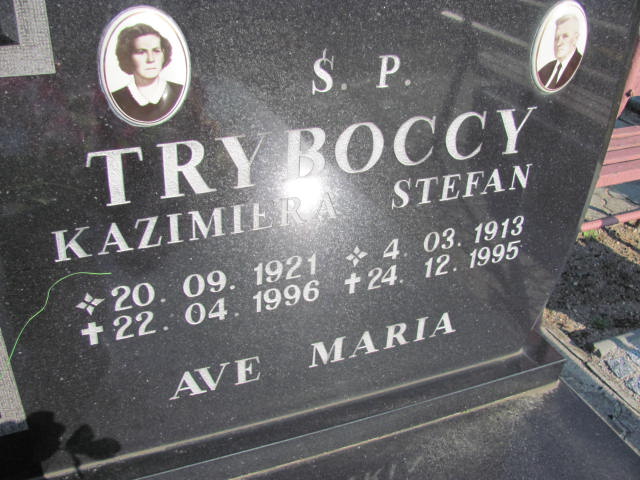 Ś. P.
TRYBOCCY
KAZIMIERA STEFAN
20. 09. 1921 4. 03. 1913
22. 04. 1996 24. 12. 1995
AVE MARIA